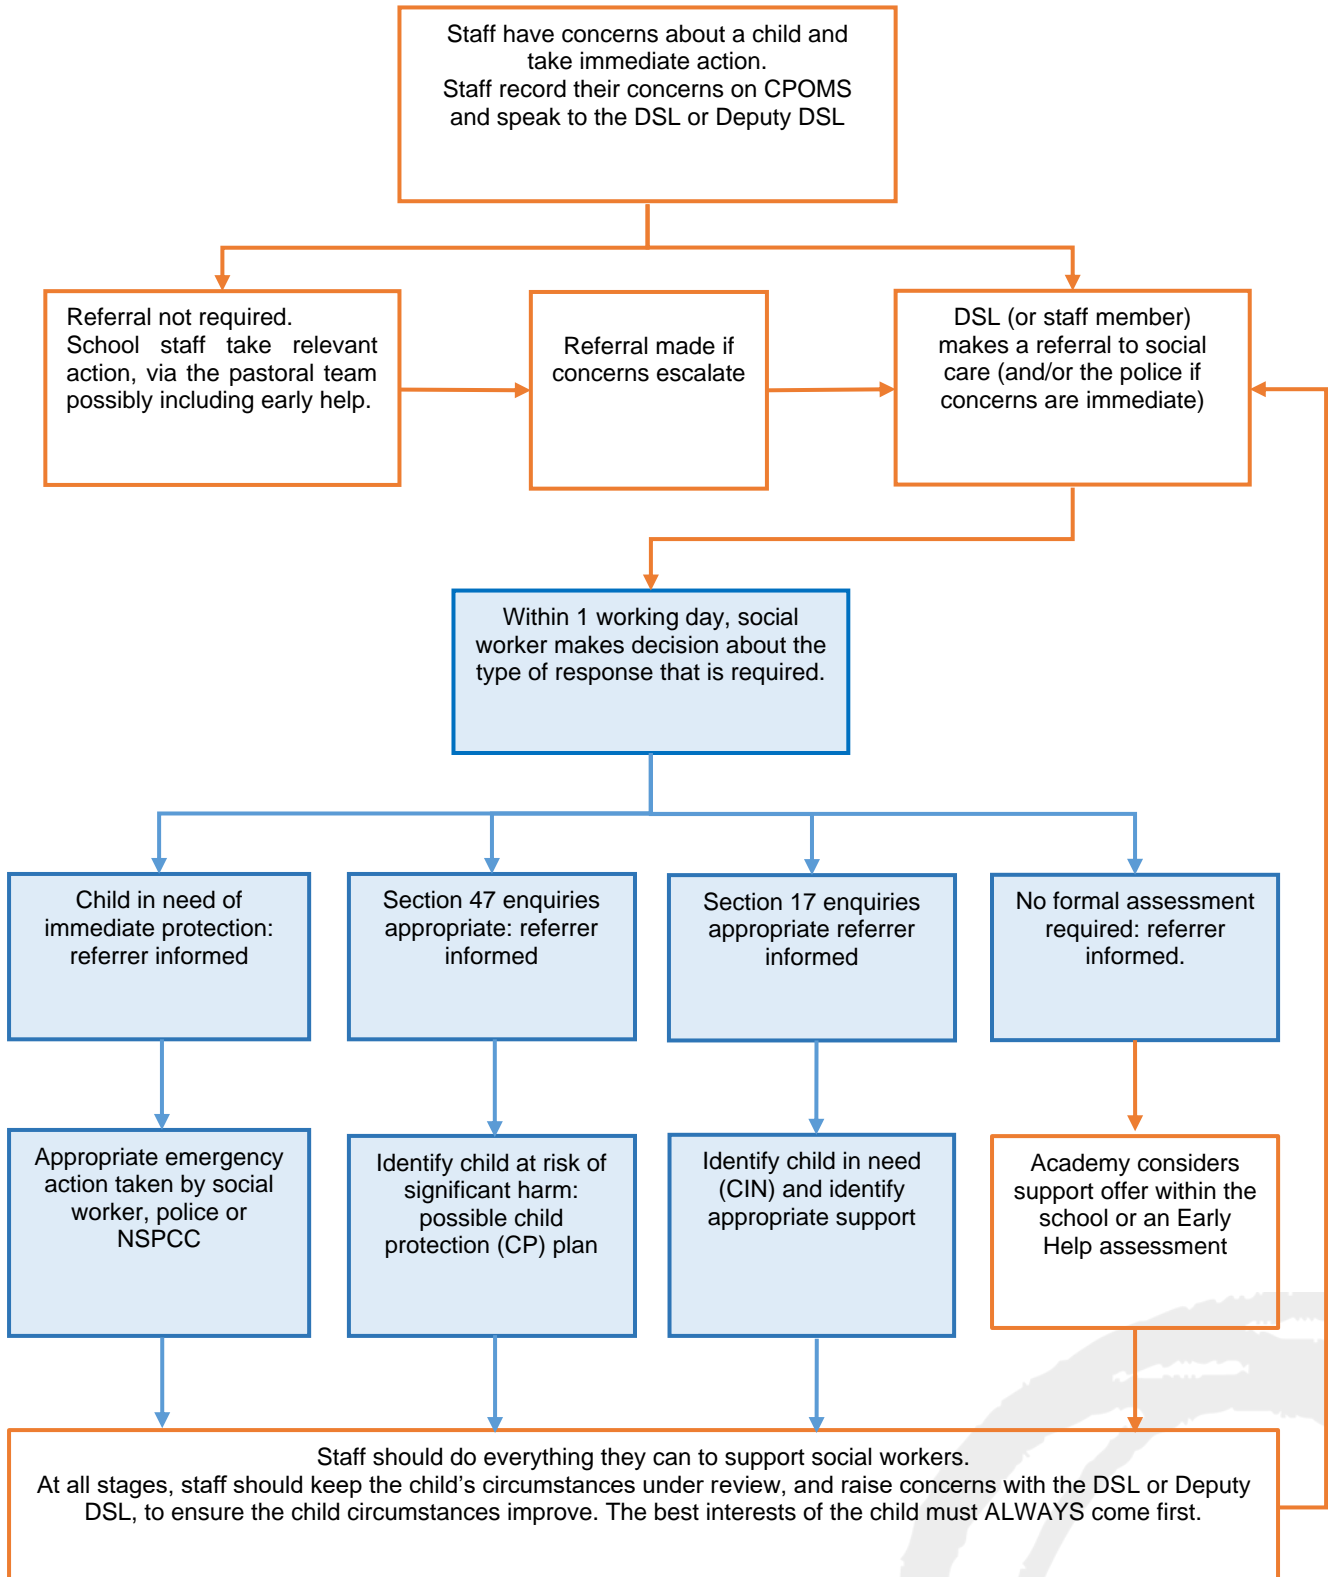 Staff have concerns about a child and
take immediate action.
Staff record their concerns on CPOMS
and speak to the DSL or Deputy DSL
Referral not required.
School staff take relevant
action, via the pastoral team
possibly including early help.
Referral made if
concerns escalate
DSL (or staff member)
makes a referral to social
care (and/or the police if
concerns are immediate)
Within 1 working day, social
worker makes decision about the
type of response that is required.
Child in need of
immediate protection:
referrer informed
Section 47 enquiries
appropriate: referrer
informed
Section 17 enquiries
appropriate referrer
informed
No formal assessment
required: referrer
informed.
Appropriate emergency
action taken by social
worker, police or
NSPCC
Identify child at risk of
significant harm:
possible child
protection (CP) plan
Identify child in need
(CIN) and identify
appropriate support
Academy considers
support offer within the
school or an Early
Help assessment
Staff should do everything they can to support social workers.
At all stages, staff should keep the child’s circumstances under review, and raise concerns with the DSL or Deputy
DSL, to ensure the child circumstances improve. The best interests of the child must ALWAYS come first.